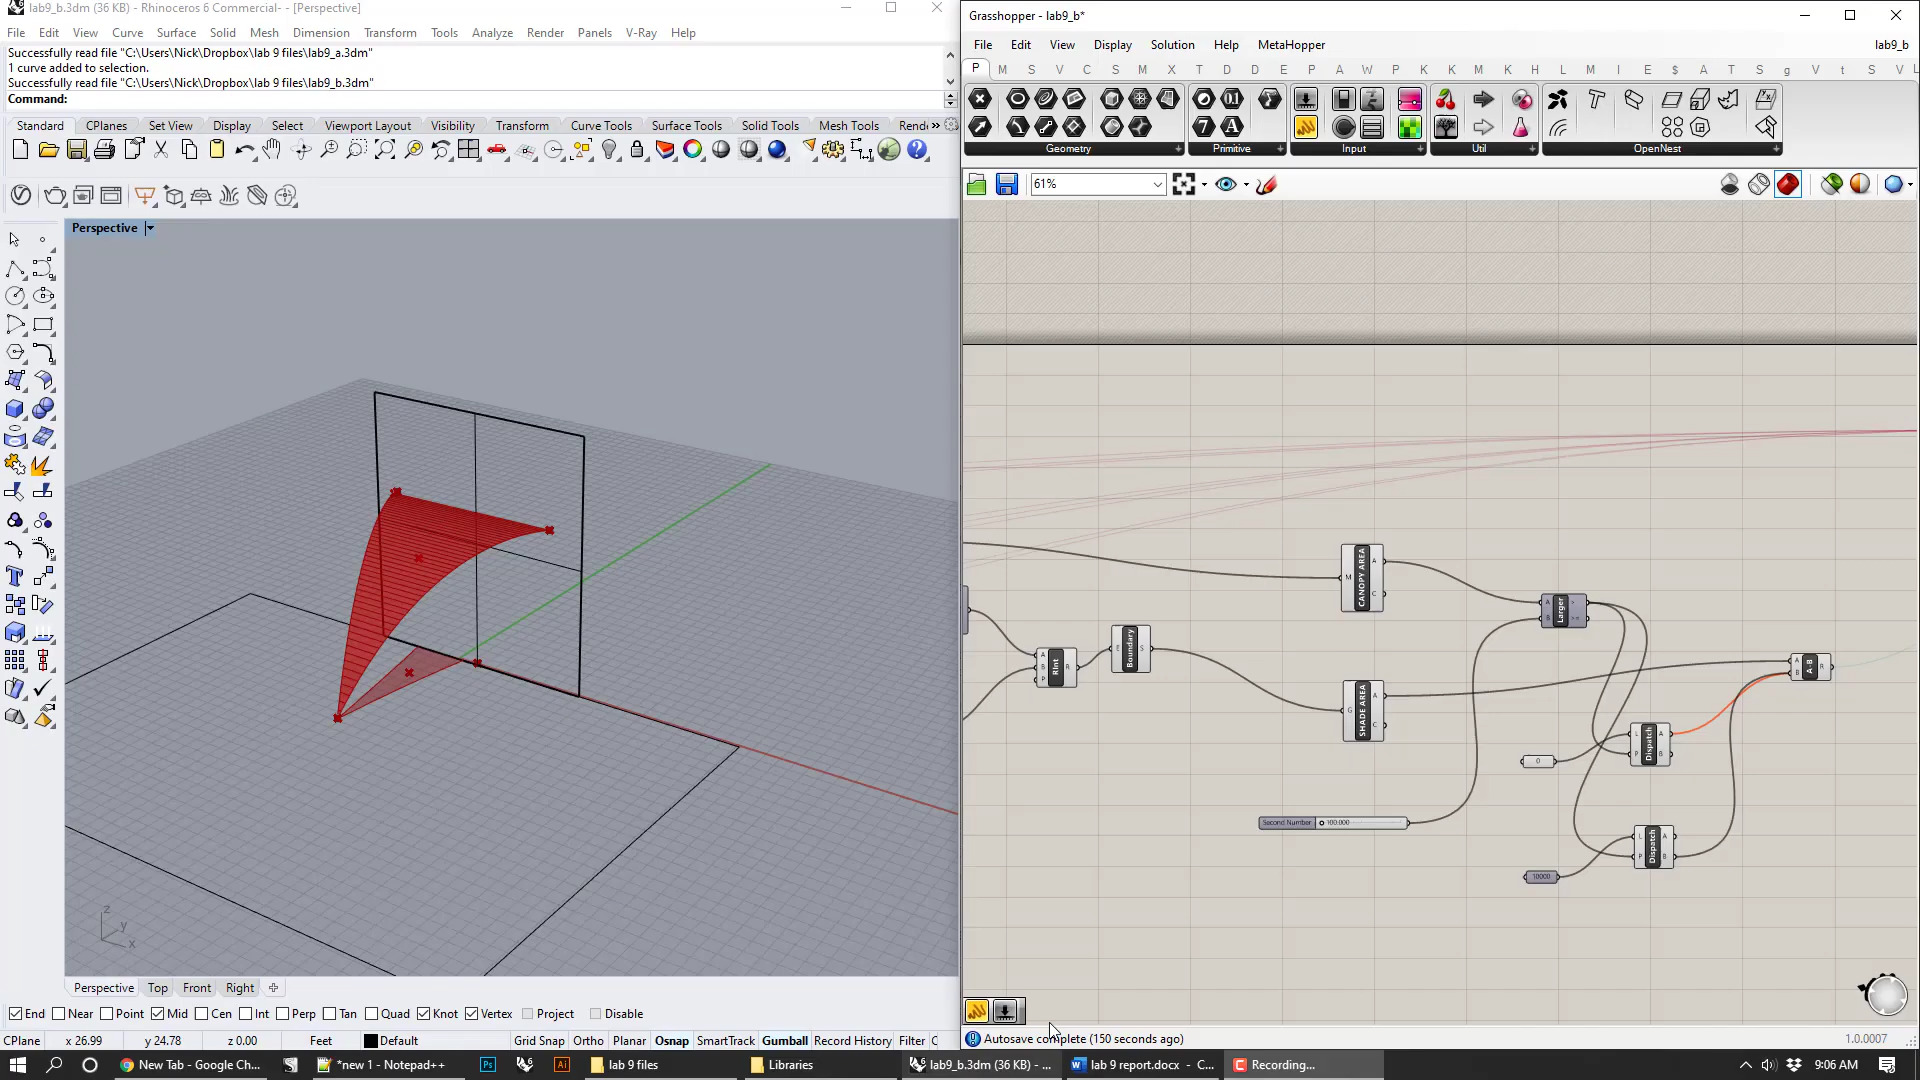 lab9_b.3dm (36 KB) - Rhinoceros 6 Commercial- - [Perspective]
File Edit View Curve Surface Solid Mesh Dimension Transform Tools Analyze Render Panels V-Ray Help
Successfully read file "C:\Users\Nick\Dropbox\lab 9 files\lab9_a.3dm"
1 curve added to selection.
Successfully read file "C:\Users\Nick\Dropbox\lab 9 files\lab9_b.3dm"
Command:
Standard CPlanes Set View Display Select Viewport Layout Visibility Transform Curve Tools Surface Tools Solid Tools Mesh Tools Rend
Perspective
z
y
x
Perspective Top Front Right
End Near Point Mid Cen Int Perp Tan Quad Knot Vertex Project Disable
CPlane x 26.99 y 24.78 z 0.00 Feet Default Grid Snap Ortho Planar Osnap SmartTrack Gumball Record History Filter C
Grasshopper - lab9_b*
File Edit View Display Solution Help MetaHopper lab9_b
P M S V C S M X T D D E P A W P K K M K H L M I E $ A T S g V t S V L
Geometry Primitive Input Util OpenNest
61%
CANOPY AREA
M A C
Larger
A B > >=
RInt
A B P R
Boundary
E S
SHADE AREA
G A C
A-B
A B R
Dispatch
L P A B
0
Second Number 100.000
Dispatch
L P A B
10000
Autosave complete (150 seconds ago) 1.0.0007
New Tab - Google Ch... *new 1 - Notepad++ lab 9 files Libraries lab9_b.3dm (36 KB) - ... lab 9 report.docx - C... Recording... 9:06 AM